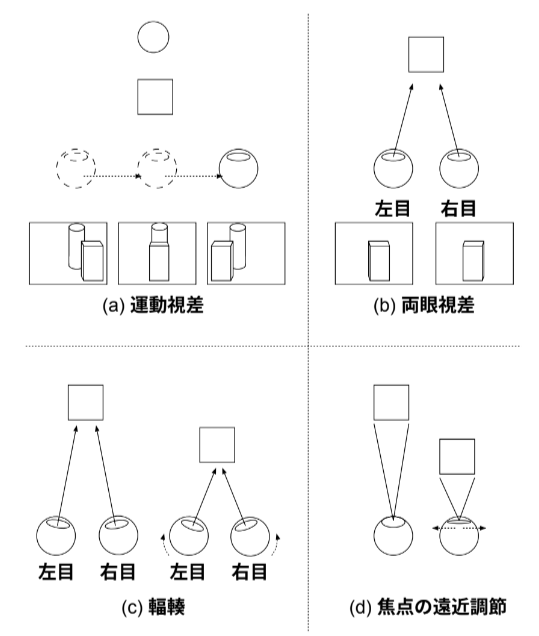 左目 右目
(a) 運動視差
(b) 両眼視差
左目 右目 左目 右目
(c) 輻輳
(d) 焦点の遠近調節